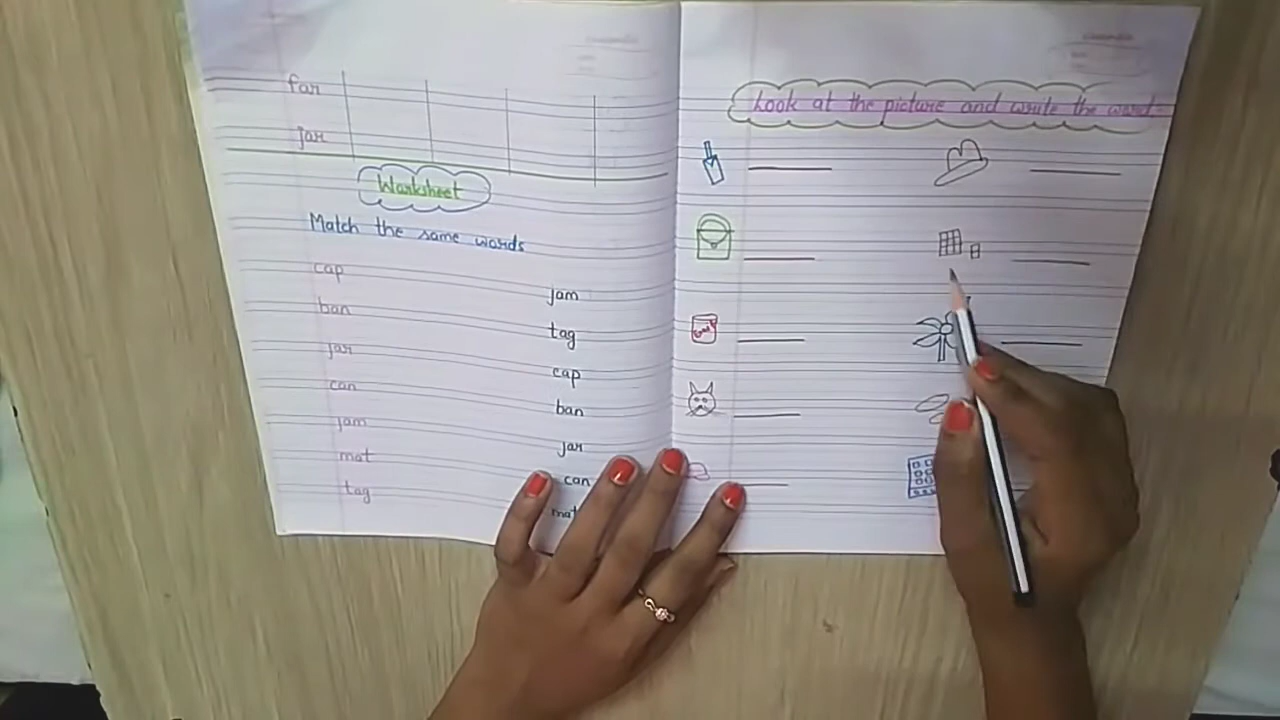 far
jar
Worksheet
Match the same words
cap
jam
ban
tag
jar
cap
can
ban
jam
jar
mat
can
tag
mat
Look at the picture and write the word